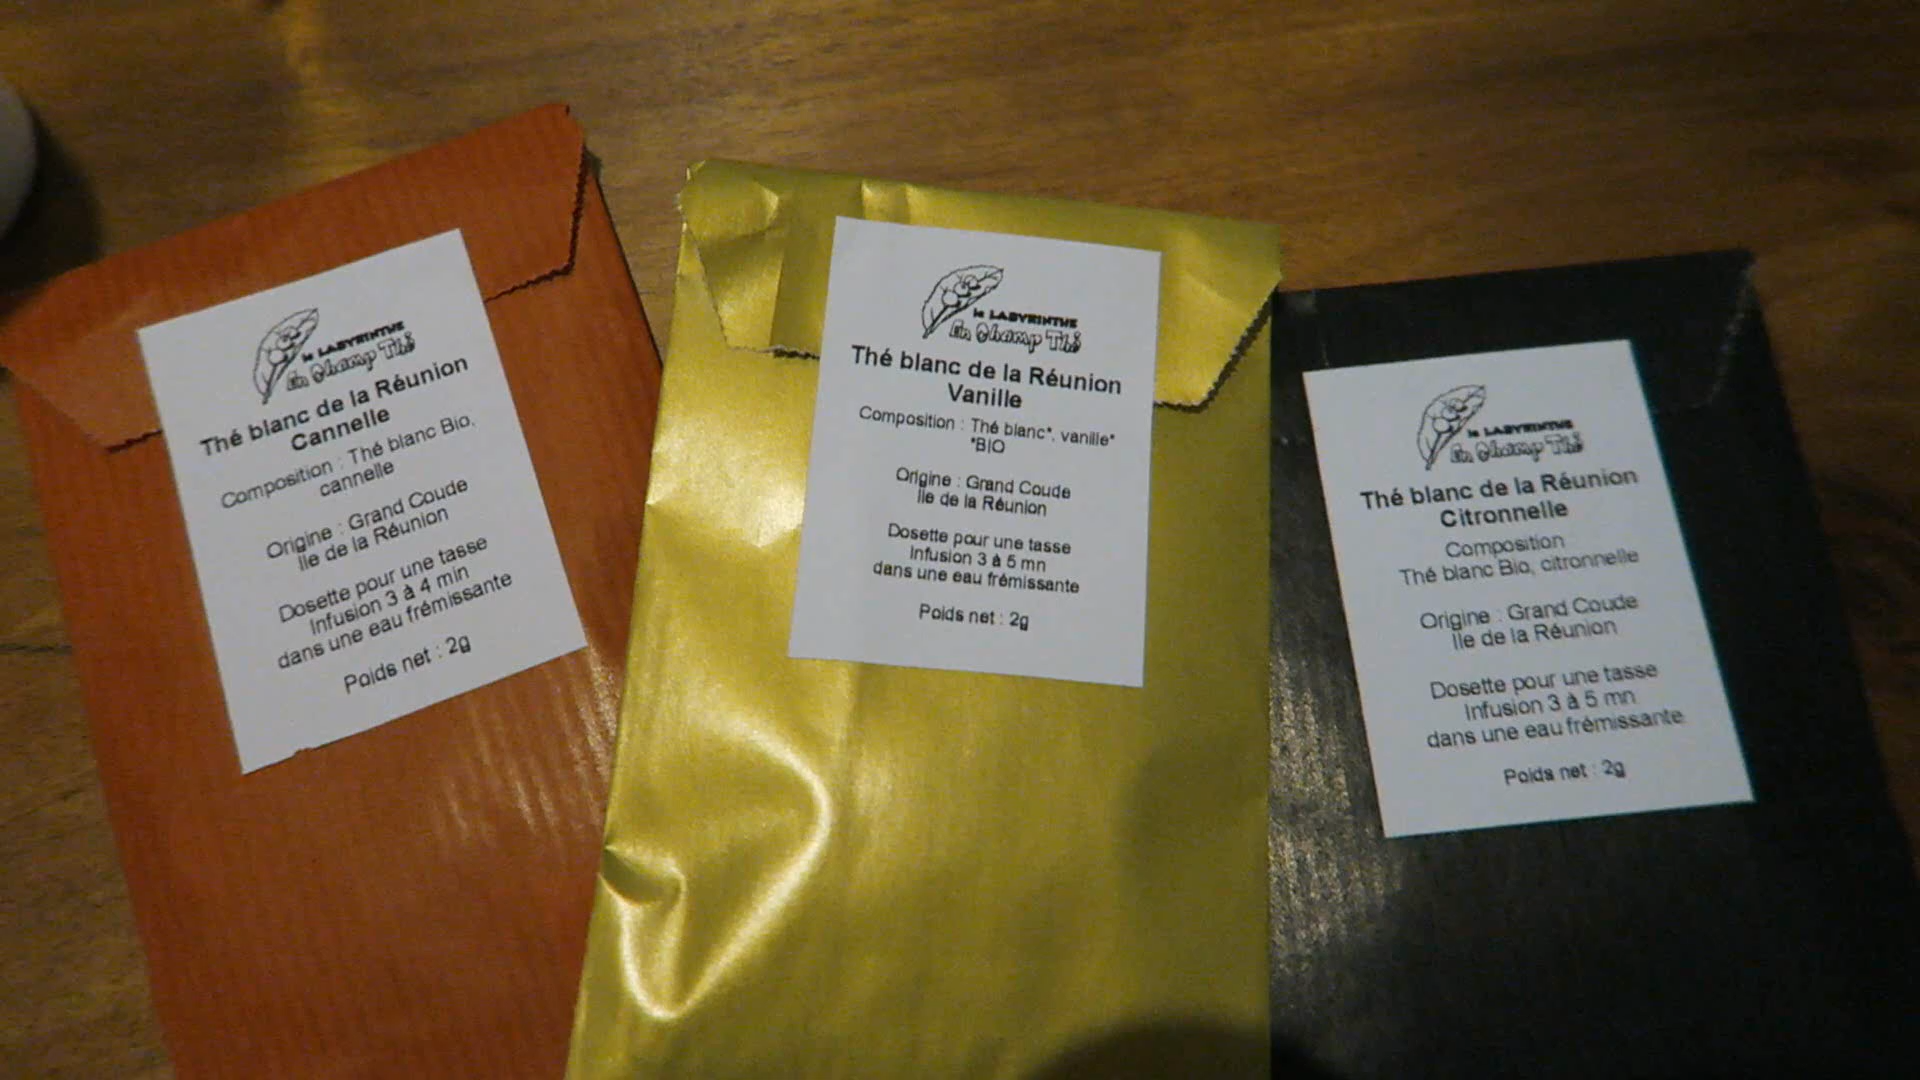 le LABYRINTHE
En Champ Thé
Thé blanc de la Réunion
Cannelle
Composition : Thé blanc Bio,
cannelle
Origine : Grand Coude
Ile de la Réunion
Dosette pour une tasse
Infusion 3 à 4 min
dans une eau frémissante
Poids net : 2g
le LABYRINTHE
En Champ Thé
Thé blanc de la Réunion
Vanille
Composition : Thé blanc*, vanille*
*BIO
Origine : Grand Coude
Ile de la Réunion
Dosette pour une tasse
Infusion 3 à 5 mn
dans une eau frémissante
Poids net : 2g
le LABYRINTHE
En Champ Thé
Thé blanc de la Réunion
Citronnelle
Composition
Thé blanc Bio, citronnelle
Origine : Grand Coude
Ile de la Réunion
Dosette pour une tasse
Infusion 3 à 5 mn
dans une eau frémissante
Poids net : 2g